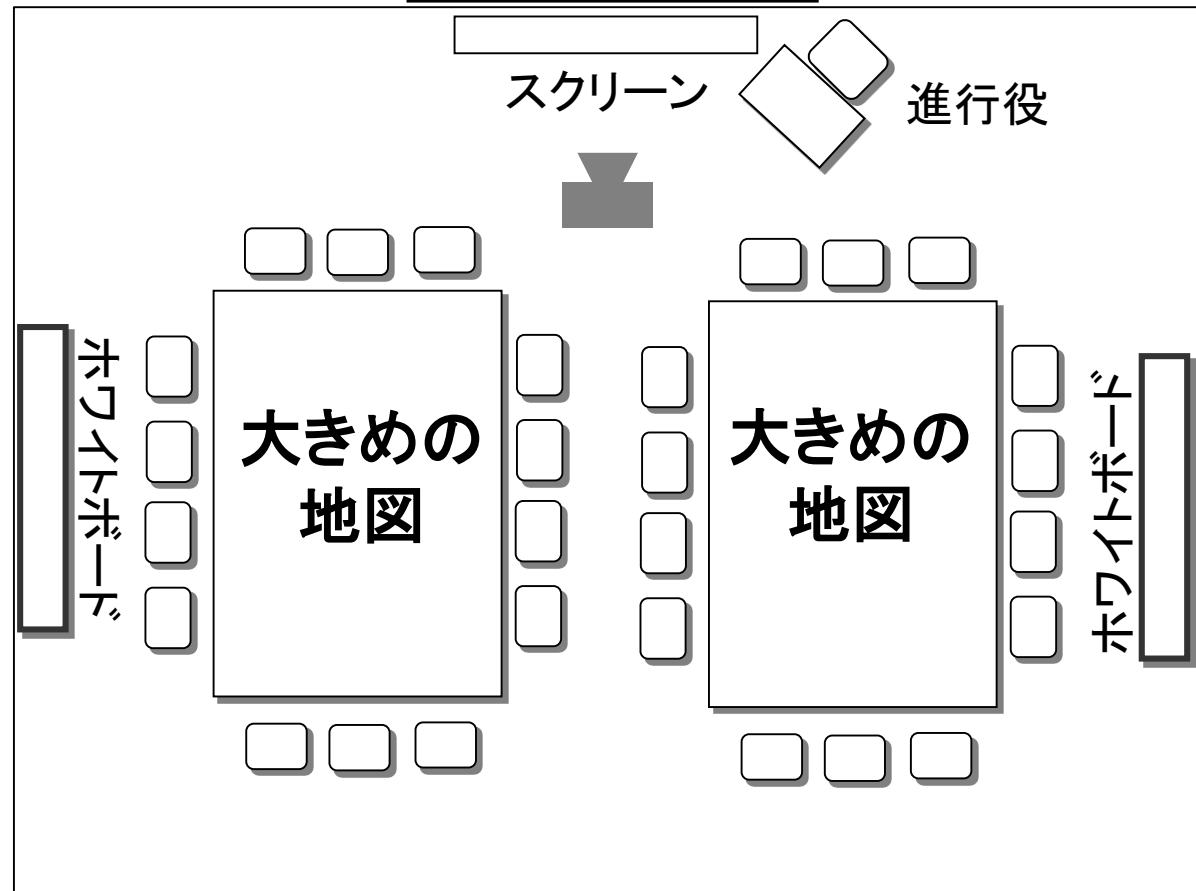 スクリーン
進行役
ホワイトボード
大きめの
地図
大きめの
地図
ホワイトボード